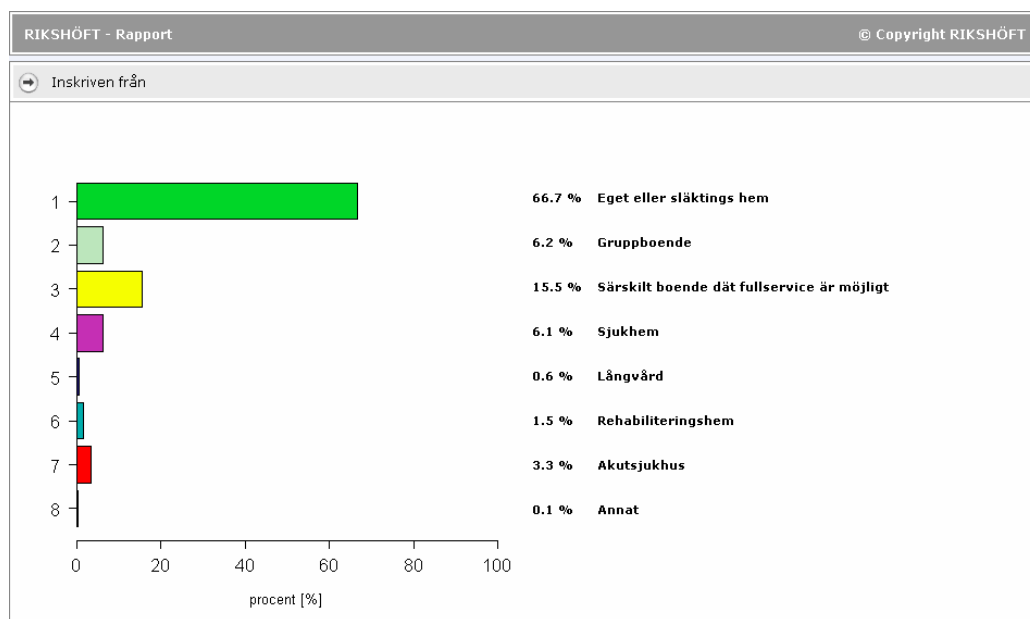 RIKSHÖFT - Rapport © Copyright RIKSHÖFT
Inskriven från
1 66.7 % Eget eller släktings hem
2 6.2 % Gruppboende
3 15.5 % Särskilt boende dät fullservice är möjligt
4 6.1 % Sjukhem
5 0.6 % Långvård
6 1.5 % Rehabiliteringshem
7 3.3 % Akutsjukhus
8 0.1 % Annat
0 20 40 60 80 100
procent [%]